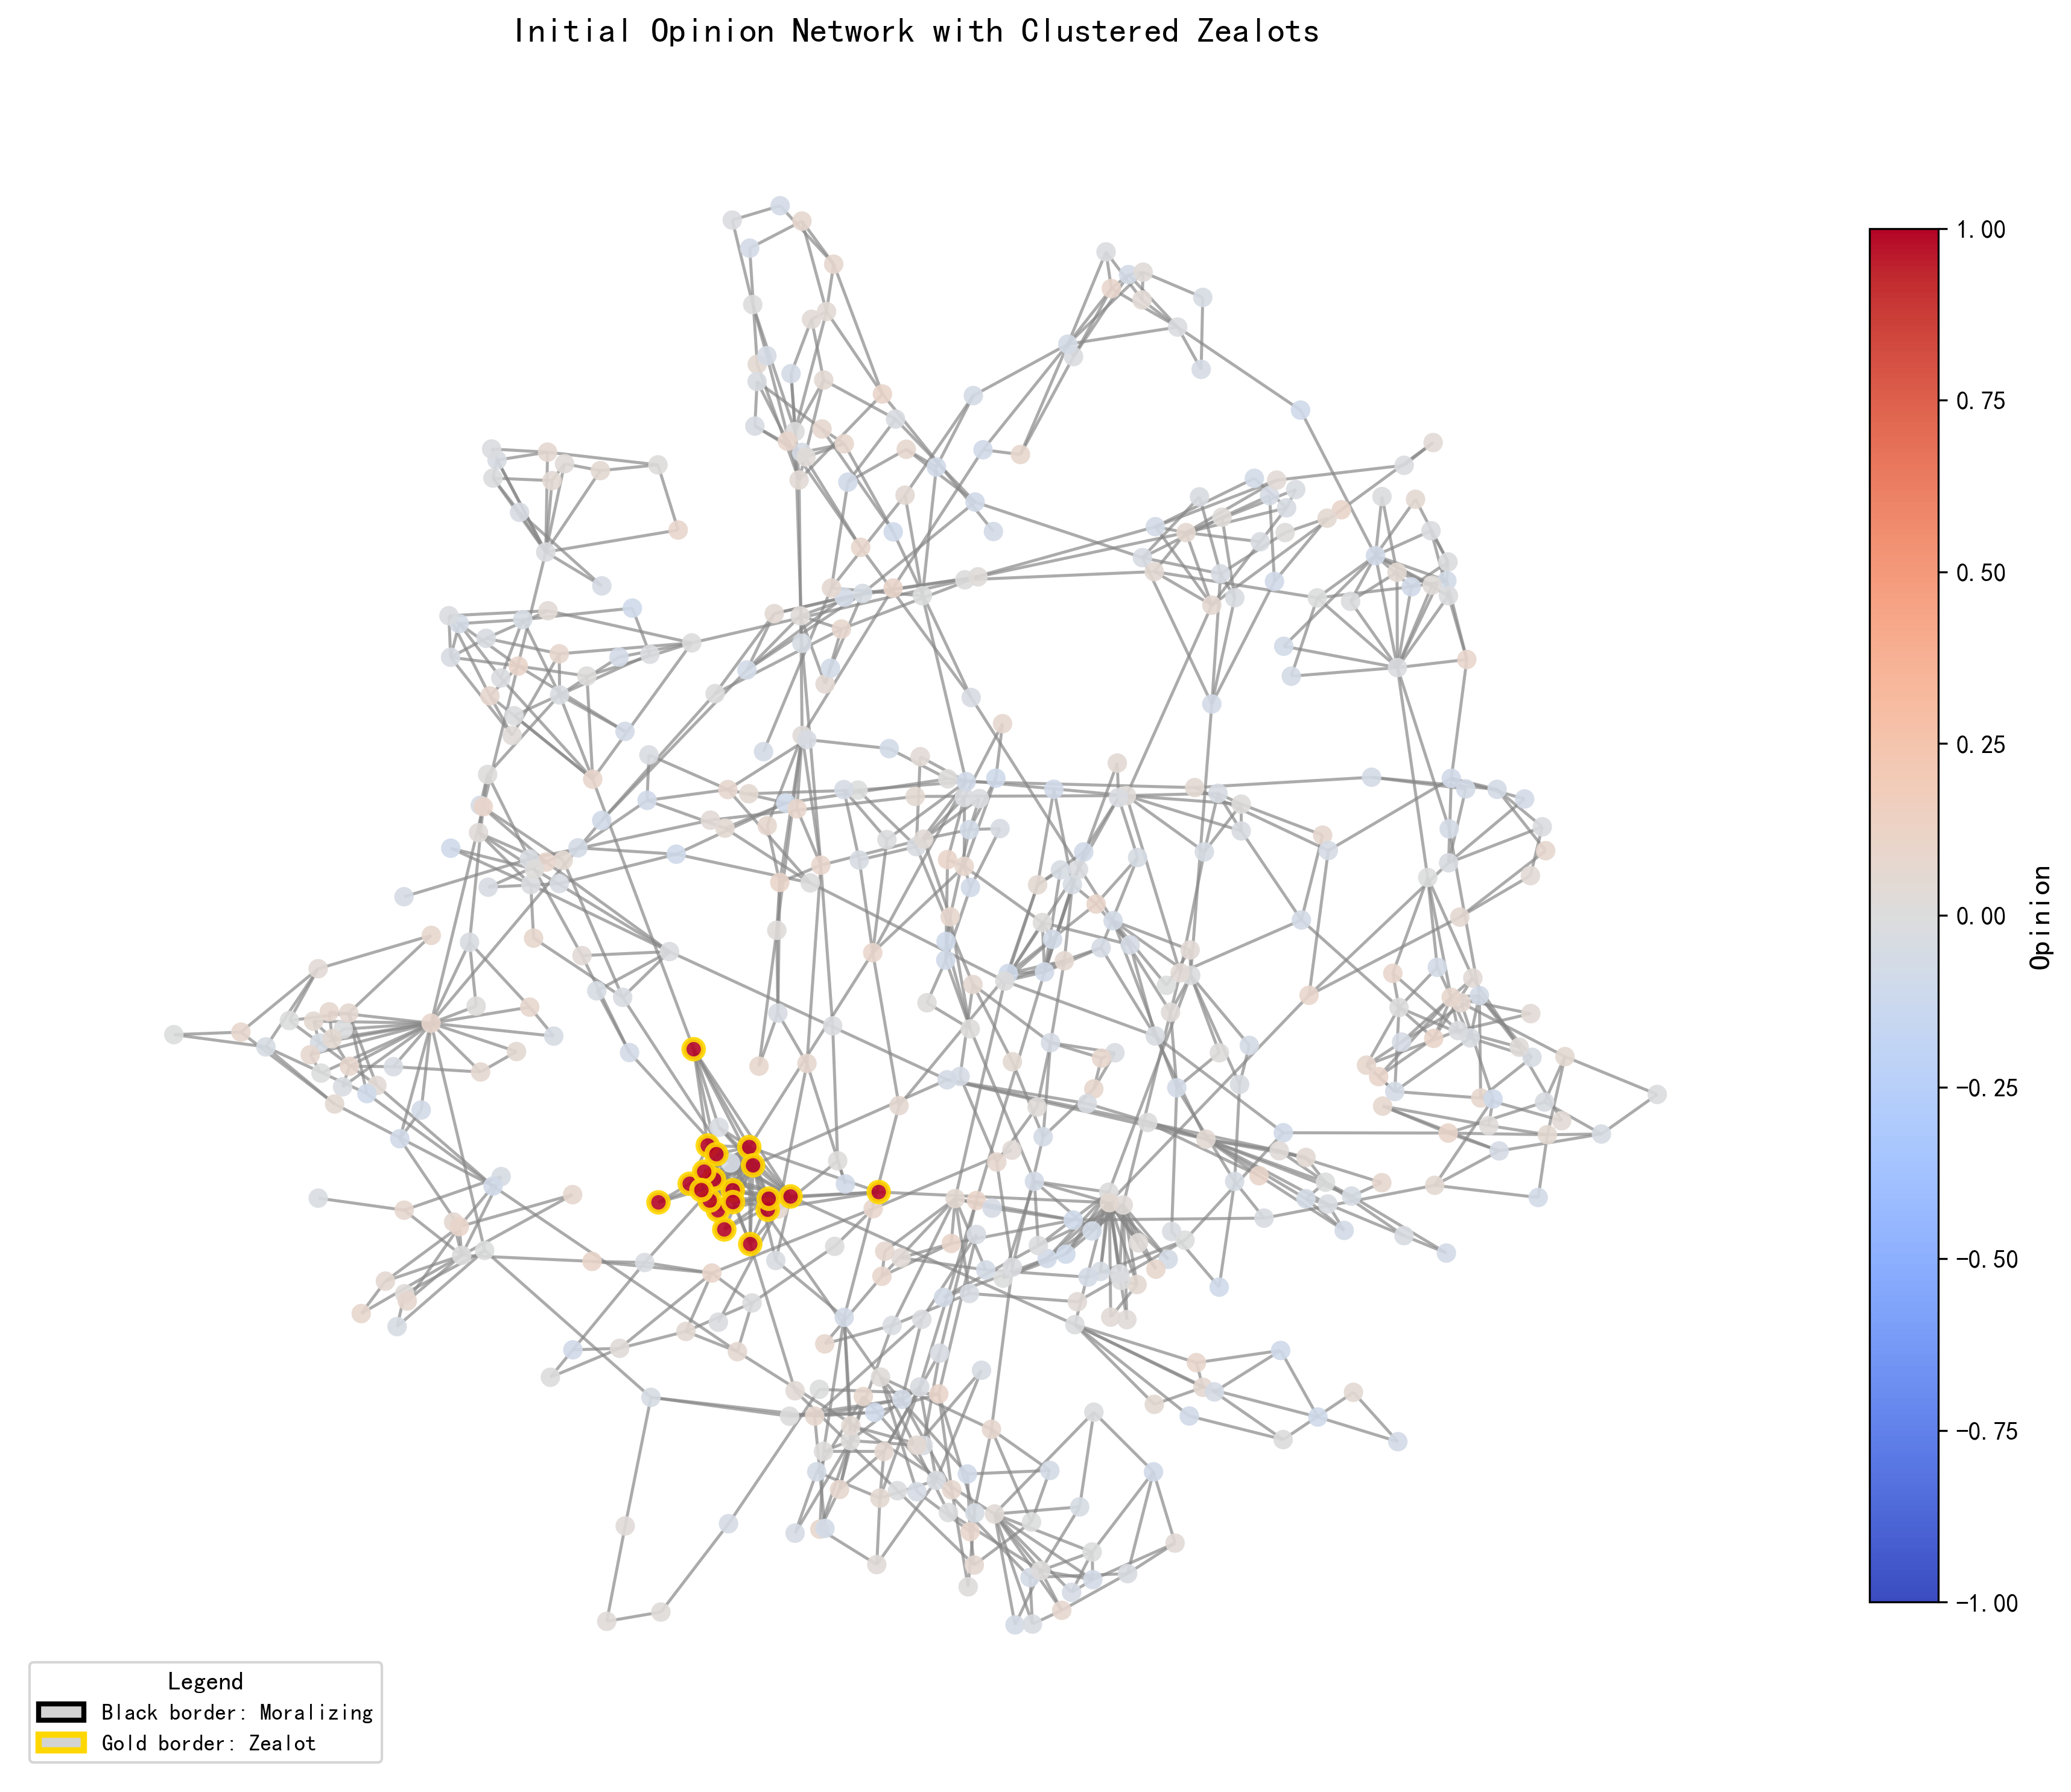 Initial Opinion Network with Clustered Zealots
1.00
0.75
0.50
0.25
0.00
−0.25
−0.50
−0.75
−1.00
Opinion
Legend
Black border: Moralizing
Gold border: Zealot